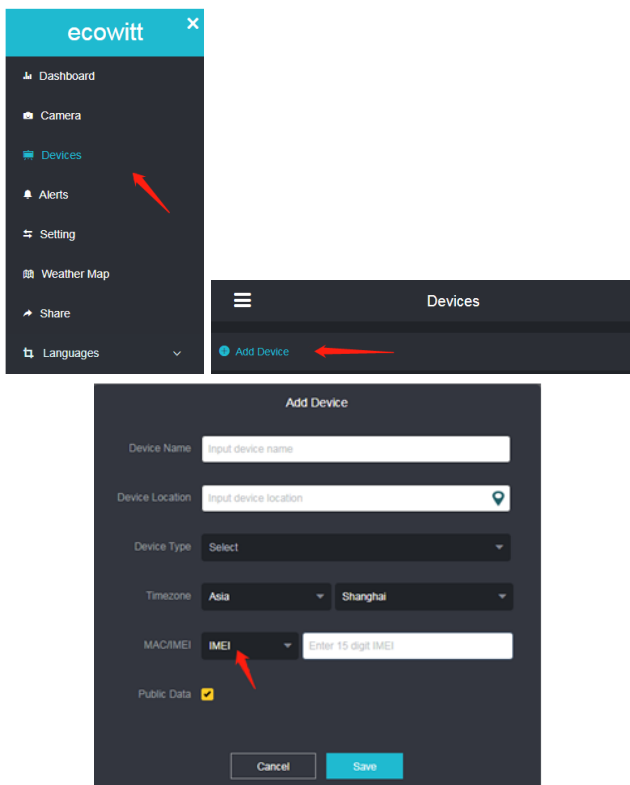 ecowitt
Dashboard
Camera
Devices
Alerts
Setting
Weather Map
Share
Languages
Devices
Add Device
Add Device
Device Name Input device name
Device Location Input device location
Device Type Select
Timezone Asia Shanghai
MAC/IMEI IMEI Enter 15 digit IMEI
Public Data
Cancel Save